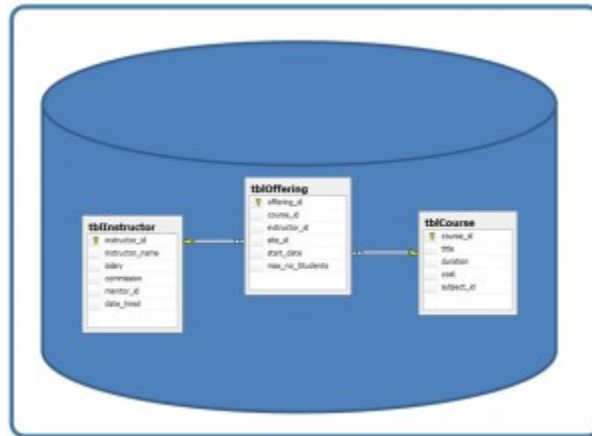 tblOffering
offering_id
course_id
instructor_id
site_id
start_date
max_no_Students
tblInstructor
instructor_id
instructor_name
salary
commission
mentor_id
date_hired
tblCourse
course_id
title
duration
cost
subject_id